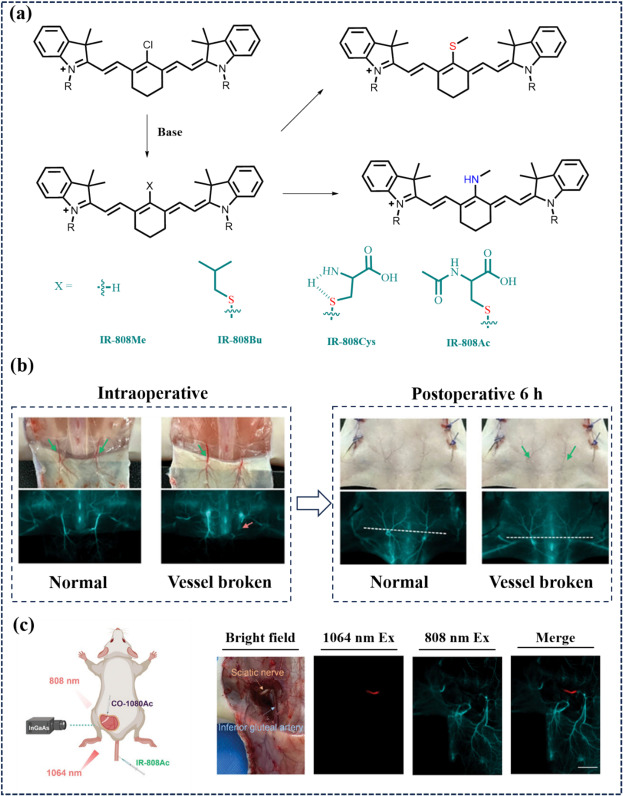 (a)
Cl
N
+
R
N
R
S
N
+
R
N
R
Base
X
N
+
R
N
R
HN
N
+
R
N
R
X =
H
S
HN
O
OH
H
S
O
H
N
O
OH
S
IR-808Me
IR-808Bu
IR-808Cys
IR-808Ac
(b)
Intraoperative
Postoperative 6 h
Normal
Vessel broken
Normal
Vessel broken
(c)
Bright field
1064 nm Ex
808 nm Ex
Merge
808 nm
CO-1080Ac
InGaAs
1064 nm
IR-808Ac
Sciatic nerve
Inferior gluteal artery